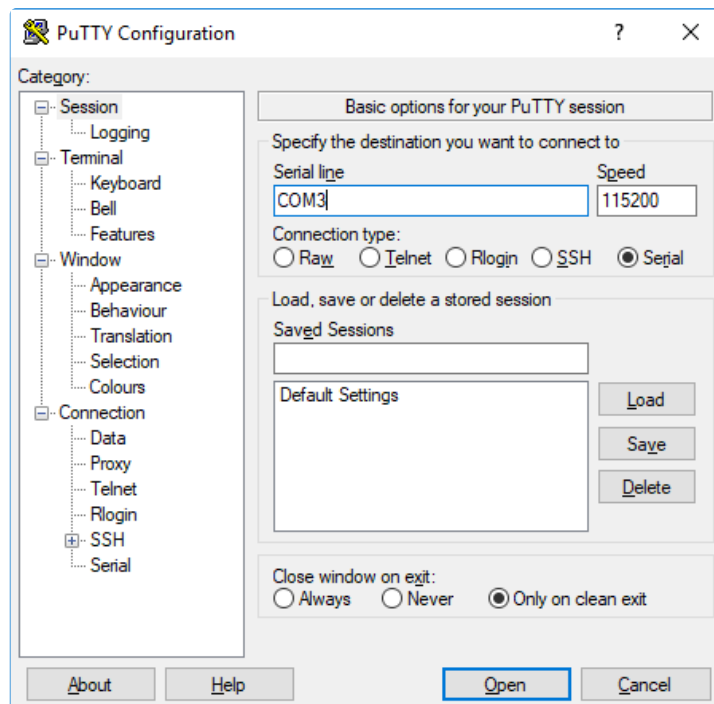 PuTTY Configuration
?
Category:
Session
Logging
Terminal
Keyboard
Bell
Features
Window
Appearance
Behaviour
Translation
Selection
Colours
Connection
Data
Proxy
Telnet
Rlogin
SSH
Serial
Basic options for your PuTTY session
Specify the destination you want to connect to
Serial line Speed
COM3 115200
Connection type:
Raw Telnet Rlogin SSH Serial
Load, save or delete a stored session
Saved Sessions
Default Settings
Load
Save
Delete
Close window on exit:
Always Never Only on clean exit
About Help Open Cancel